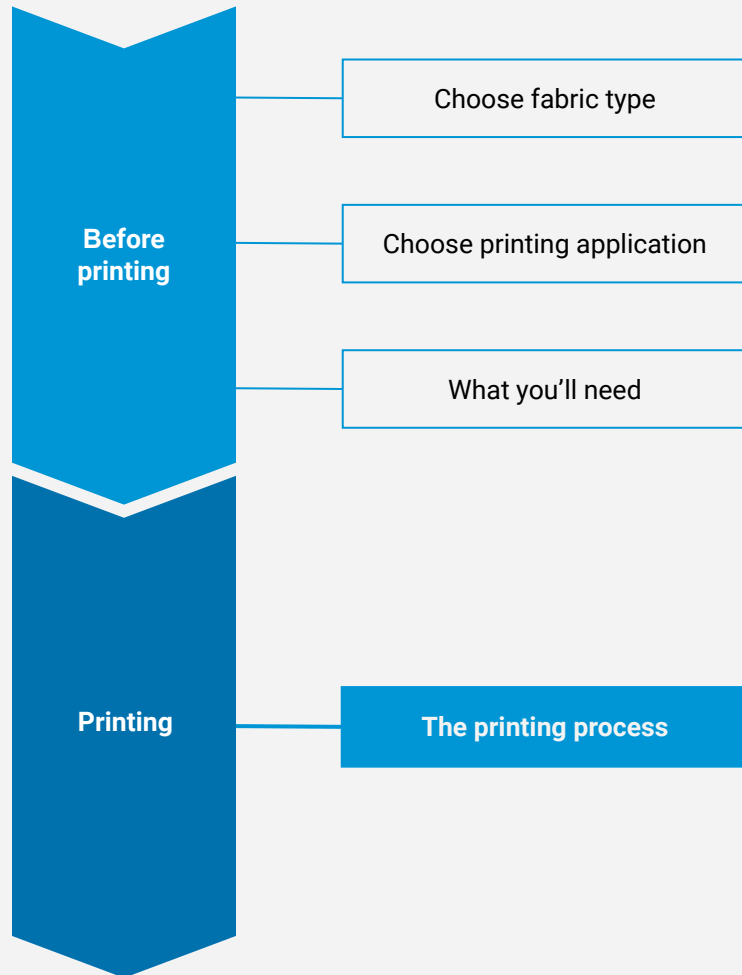 Choose fabric type
Before
printing
Choose printing application
What you’ll need
Printing
The printing process